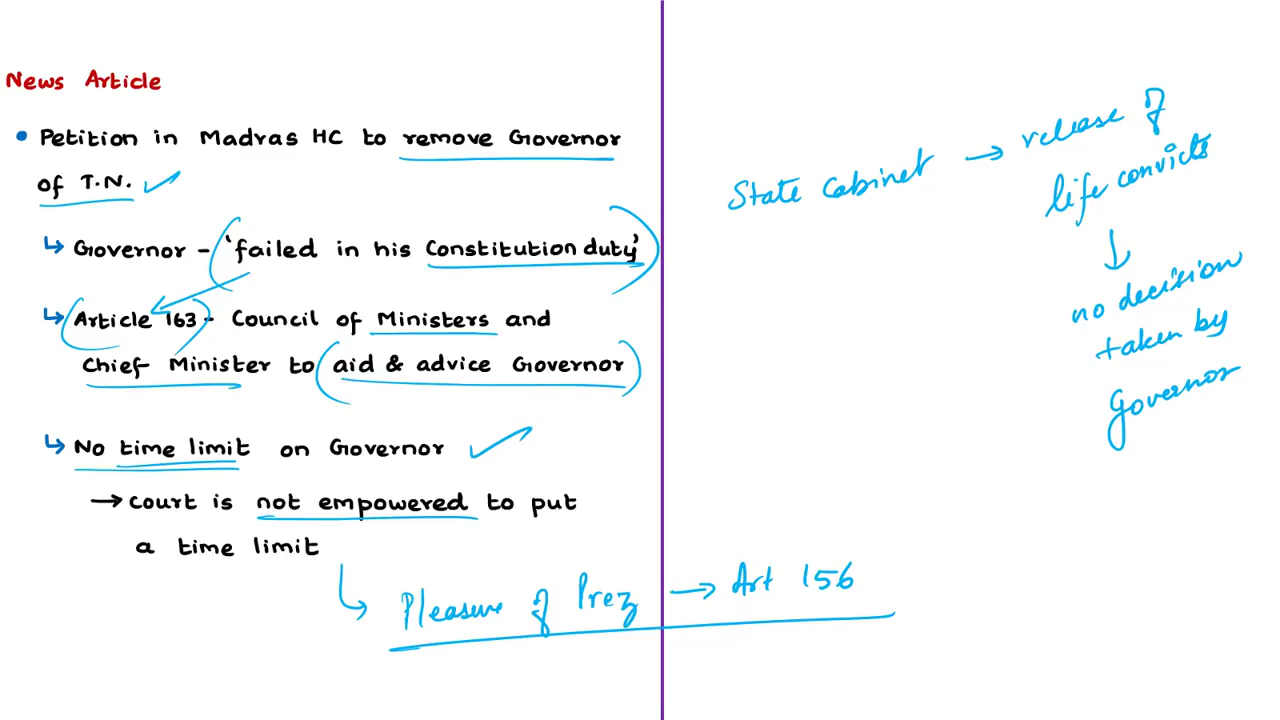 News Article
• Petition in Madras HC to remove Governor
of T.N. ✓
↳ Governor - 'failed in his Constitution duty'
↳ Article 163 - Council of Ministers and
Chief Minister to aid & advice Governor
↳ No time limit on Governor ✓
→ Court is not empowered to put
a time limit
↳ Pleasure of Prez → Art 156
State Cabinet → release of
life convicts
↓
no decision
taken by
Governor